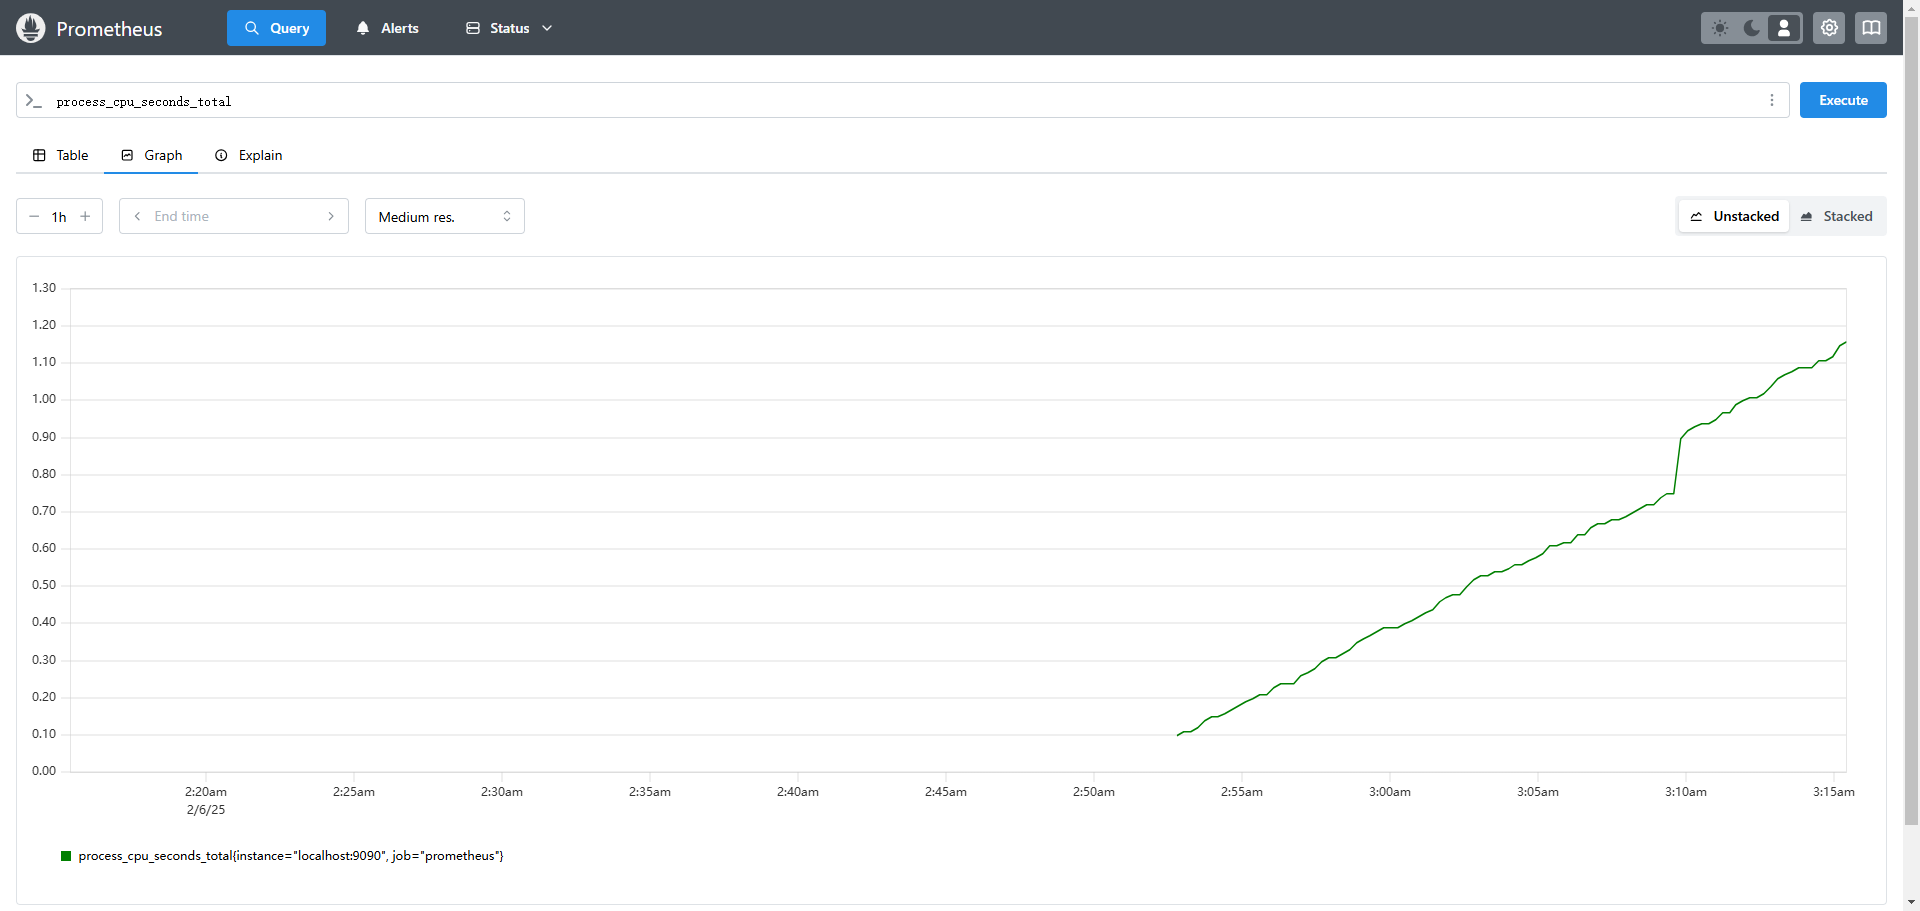 Prometheus Query Alerts Status
process_cpu_seconds_total Execute
Table Graph Explain
1h End time Medium res. Unstacked Stacked
1.30
1.20
1.10
1.00
0.90
0.80
0.70
0.60
0.50
0.40
0.30
0.20
0.10
0.00
2:20am 2:25am 2:30am 2:35am 2:40am 2:45am 2:50am 2:55am 3:00am 3:05am 3:10am 3:15am
2/6/25
process_cpu_seconds_total{instance="localhost:9090", job="prometheus"}